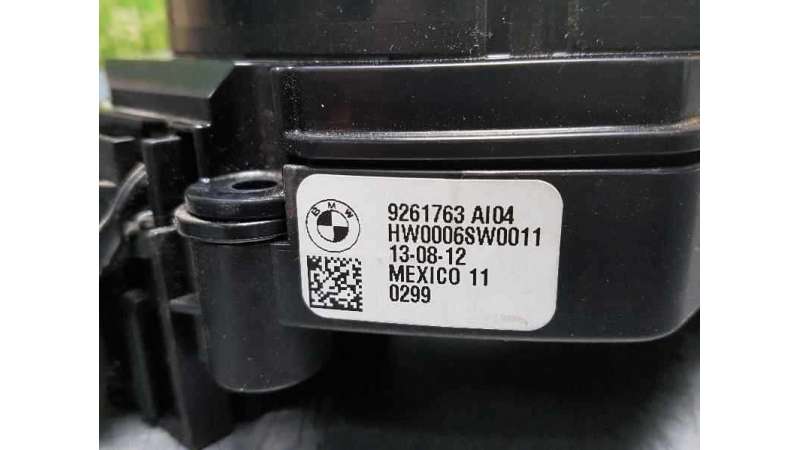 BMW
9261763 AI04
HW0006SW0011
13-08-12
MEXICO 11
0299